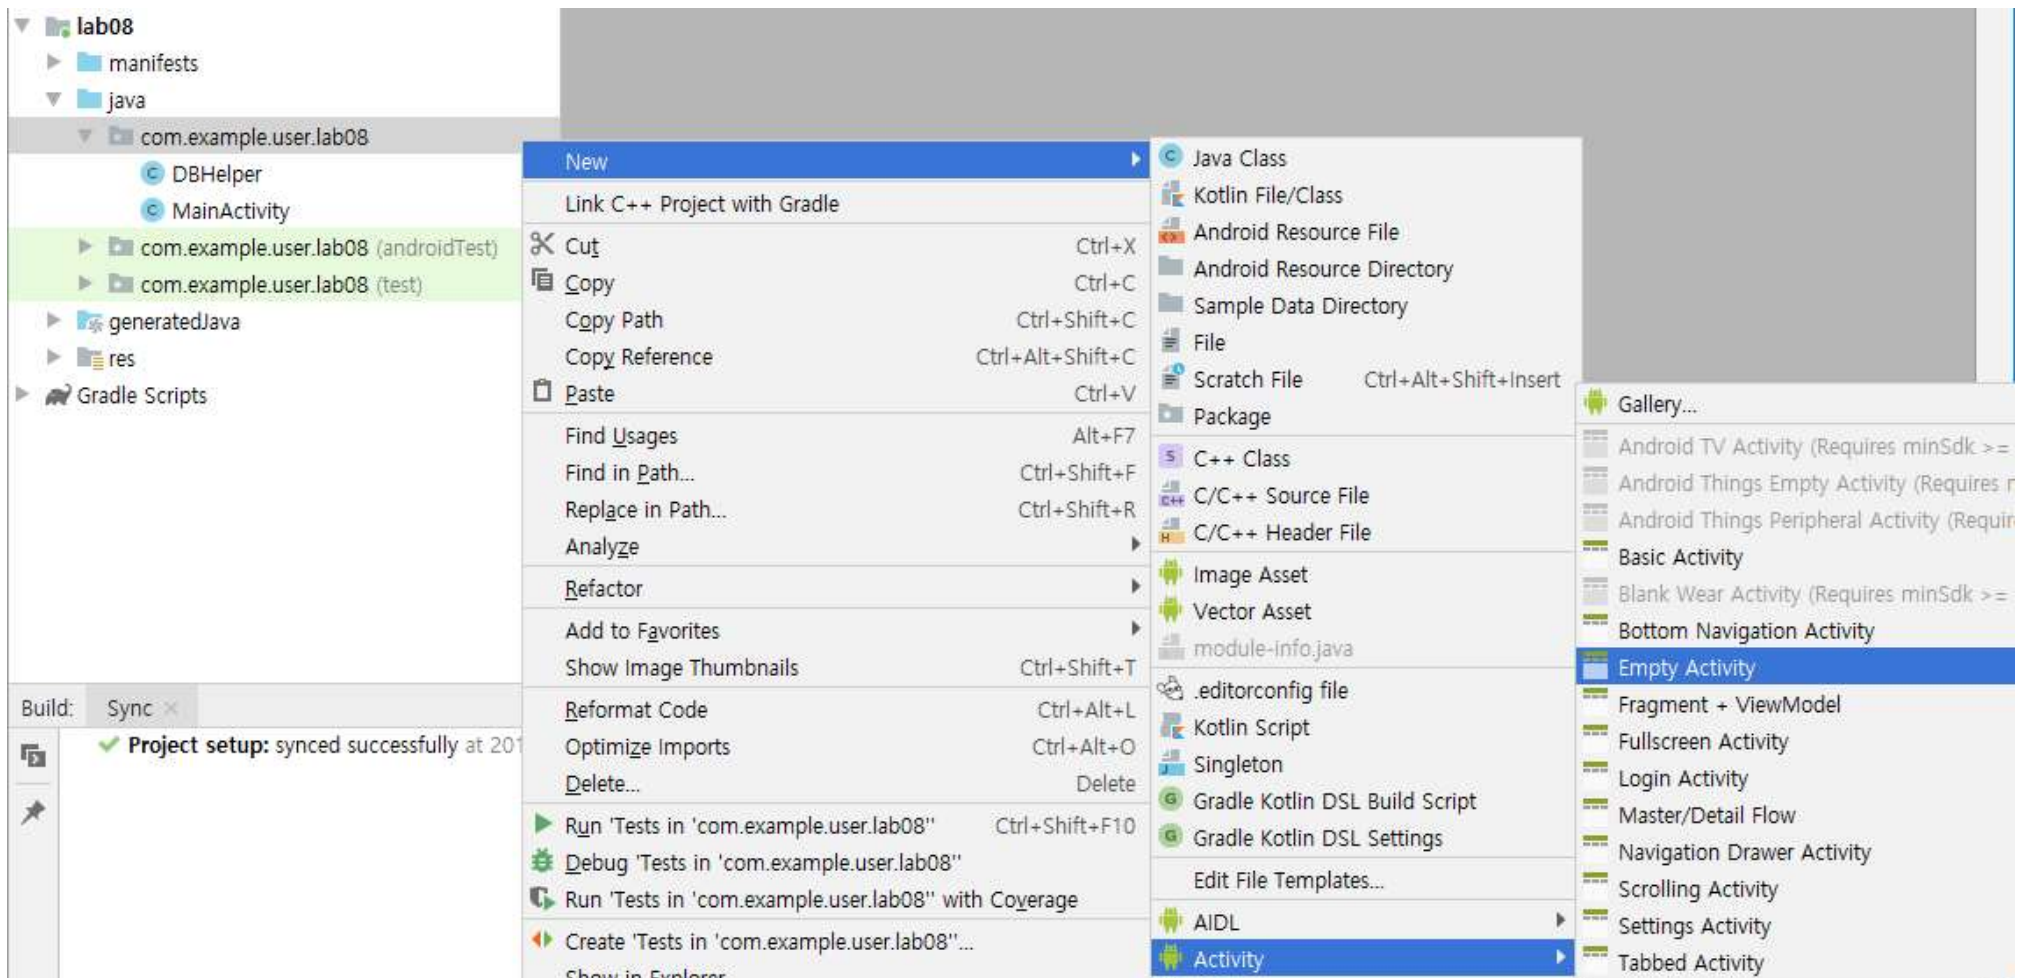 lab08
manifests
java
com.example.user.lab08
DBHelper
MainActivity
com.example.user.lab08 (androidTest)
com.example.user.lab08 (test)
generatedJava
res
Gradle Scripts
Build: Sync
Project setup: synced successfully at 201
New
Link C++ Project with Gradle
Cut Ctrl+X
Copy Ctrl+C
Copy Path Ctrl+Shift+C
Copy Reference Ctrl+Alt+Shift+C
Paste Ctrl+V
Find Usages Alt+F7
Find in Path... Ctrl+Shift+F
Replace in Path... Ctrl+Shift+R
Analyze
Refactor
Add to Favorites
Show Image Thumbnails Ctrl+Shift+T
Reformat Code Ctrl+Alt+L
Optimize Imports Ctrl+Alt+O
Delete... Delete
Run 'Tests in 'com.example.user.lab08'' Ctrl+Shift+F10
Debug 'Tests in 'com.example.user.lab08''
Run 'Tests in 'com.example.user.lab08'' with Coverage
Create 'Tests in 'com.example.user.lab08''...
Show in Explorer
Java Class
Kotlin File/Class
Android Resource File
Android Resource Directory
Sample Data Directory
File
Scratch File Ctrl+Alt+Shift+Insert
Package
C++ Class
C/C++ Source File
C/C++ Header File
Image Asset
Vector Asset
module-info.java
.editorconfig file
Kotlin Script
Singleton
Gradle Kotlin DSL Build Script
Gradle Kotlin DSL Settings
Edit File Templates...
AIDL
Activity
Gallery...
Android TV Activity (Requires minSdk >=
Android Things Empty Activity (Requires
Android Things Peripheral Activity (Requir
Basic Activity
Blank Wear Activity (Requires minSdk >=
Bottom Navigation Activity
Empty Activity
Fragment + ViewModel
Fullscreen Activity
Login Activity
Master/Detail Flow
Navigation Drawer Activity
Scrolling Activity
Settings Activity
Tabbed Activity